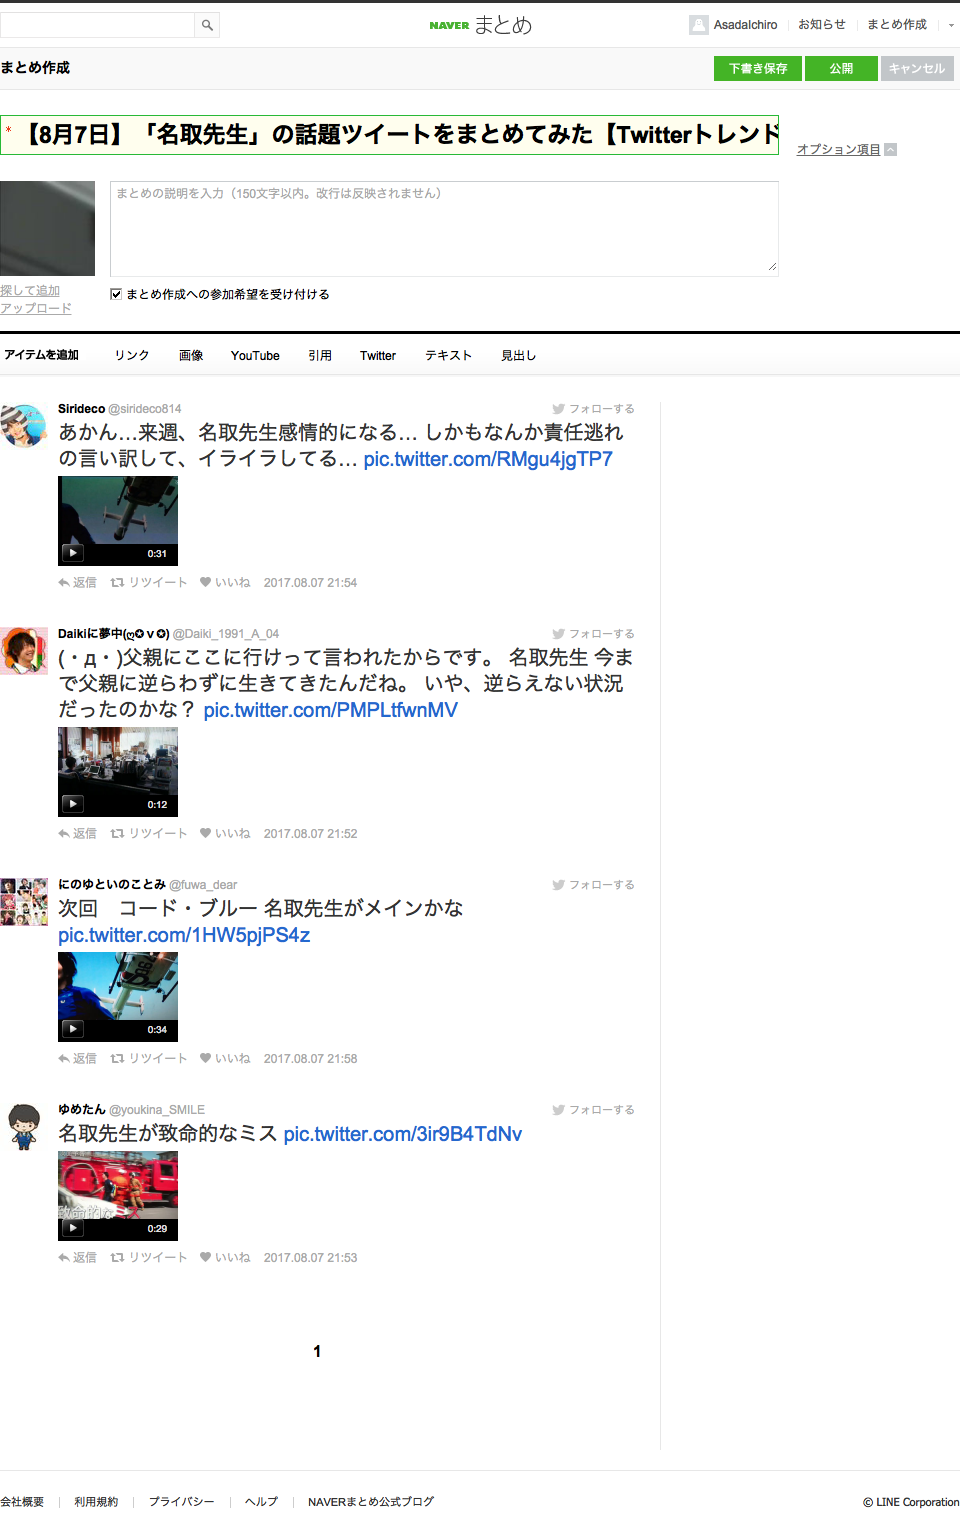 NAVER まとめ
AsadaIchiro
お知らせ
まとめ作成
まとめ作成
下書き保存
公開
キャンセル
* 【8月7日】「名取先生」の話題ツイートをまとめてみた【Twitterトレンド
オプション項目
まとめの説明を入力（150文字以内。改行は反映されません）
探して追加
アップロード
まとめ作成への参加希望を受け付ける
アイテムを追加
リンク
画像
YouTube
引用
Twitter
テキスト
見出し
Sirideco @sirideco814
フォローする
あかん…来週、名取先生感情的になる… しかもなんか責任逃れ
の言い訳して、イライラしてる… pic.twitter.com/RMgu4jgTP7
0:31
返信 リツイート いいね 2017.08.07 21:54
Daikiに夢中(ღ✪ｖ✪) @Daiki_1991_A_04
フォローする
(・д・)父親にここに行けって言われたからです。 名取先生 今ま
で父親に逆らわずに生きてきたんだね。 いや、逆らえない状況
だったのかな？ pic.twitter.com/PMPLtfwnMV
0:12
返信 リツイート いいね 2017.08.07 21:52
にのゆといのことみ @fuwa_dear
フォローする
次回　コード・ブルー 名取先生がメインかな
pic.twitter.com/1HW5pjPS4z
0:34
返信 リツイート いいね 2017.08.07 21:58
ゆめたん @youkina_SMILE
フォローする
名取先生が致命的なミス pic.twitter.com/3ir9B4TdNv
致命的なミス
0:29
返信 リツイート いいね 2017.08.07 21:53
1
会社概要
利用規約
プライバシー
ヘルプ
NAVERまとめ公式ブログ
© LINE Corporation